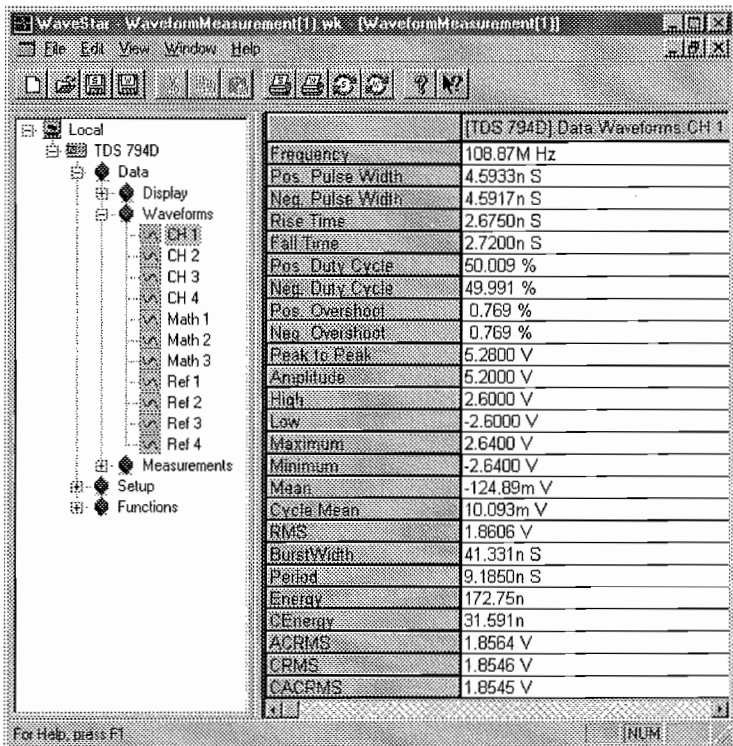 WaveStar - WaveformMeasurement[1].wk - [WaveformMeasurement[1]]
File Edit View Window Help
Local
TDS 794D
Data
Display
Waveforms
CH 1
CH 2
CH 3
CH 4
Math 1
Math 2
Math 3
Ref 1
Ref 2
Ref 3
Ref 4
Measurements
Setup
Functions
[TDS 794D].Data.Waveforms.CH 1
Frequency 108.87M Hz
Pos. Pulse Width 4.5933n S
Neg. Pulse Width 4.5917n S
Rise Time 2.6750n S
Fall Time 2.7200n S
Pos. Duty Cycle 50.009 %
Neg. Duty Cycle 49.991 %
Pos. Overshoot 0.769 %
Neg. Overshoot 0.769 %
Peak to Peak 5.2800 V
Amplitude 5.2000 V
High 2.6000 V
Low -2.6000 V
Maximum 2.6400 V
Minimum -2.6400 V
Mean -124.89m V
Cycle Mean 10.093m V
RMS 1.8606 V
BurstWidth 41.331n S
Period 9.1850n S
Energy 172.75n
CEnergy 31.591n
ACRMS 1.8564 V
CRMS 1.8546 V
CACRMS 1.8545 V
For Help, press F1
NUM